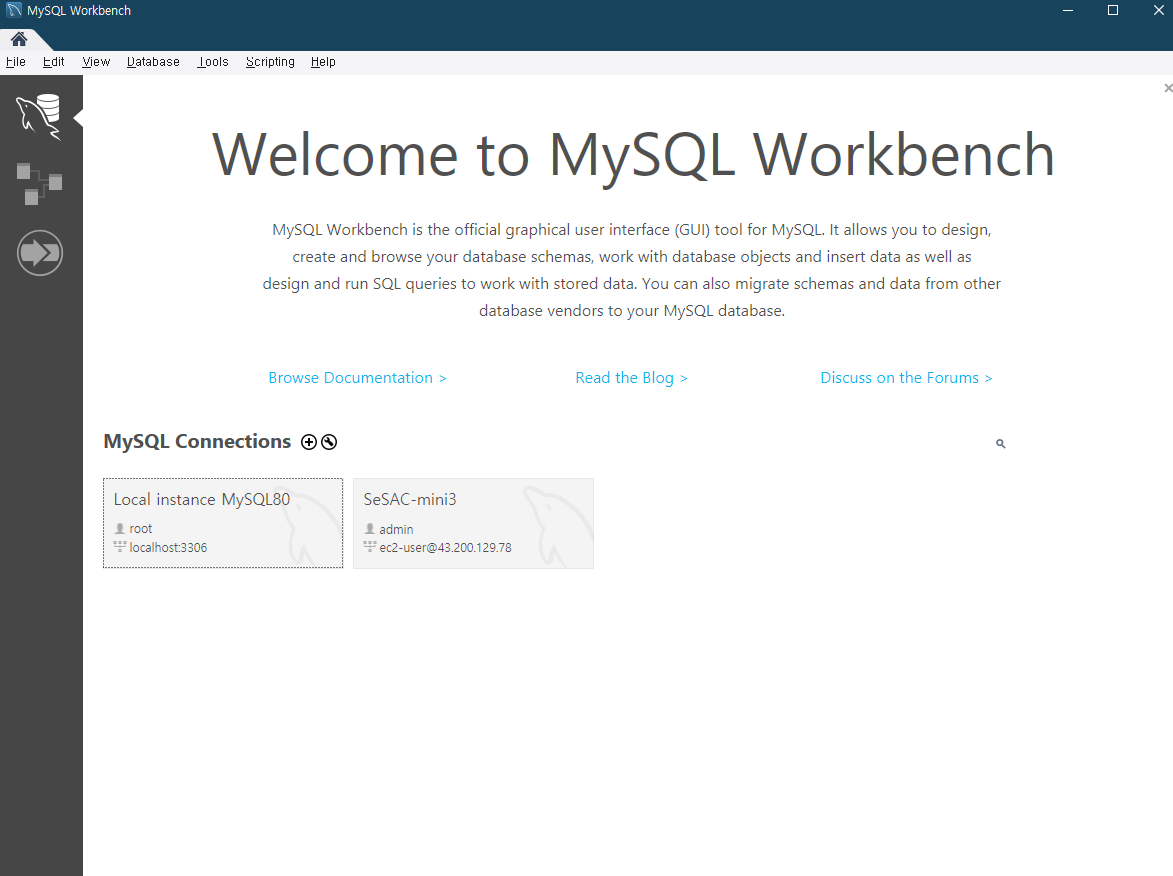 MySQL Workbench
File Edit View Database Tools Scripting Help
Welcome to MySQL Workbench
MySQL Workbench is the official graphical user interface (GUI) tool for MySQL. It allows you to design,
create and browse your database schemas, work with database objects and insert data as well as
design and run SQL queries to work with stored data. You can also migrate schemas and data from other
database vendors to your MySQL database.
Browse Documentation > Read the Blog > Discuss on the Forums >
MySQL Connections
Local instance MySQL80
root
localhost:3306
SeSAC-mini3
admin
ec2-user@43.200.129.78